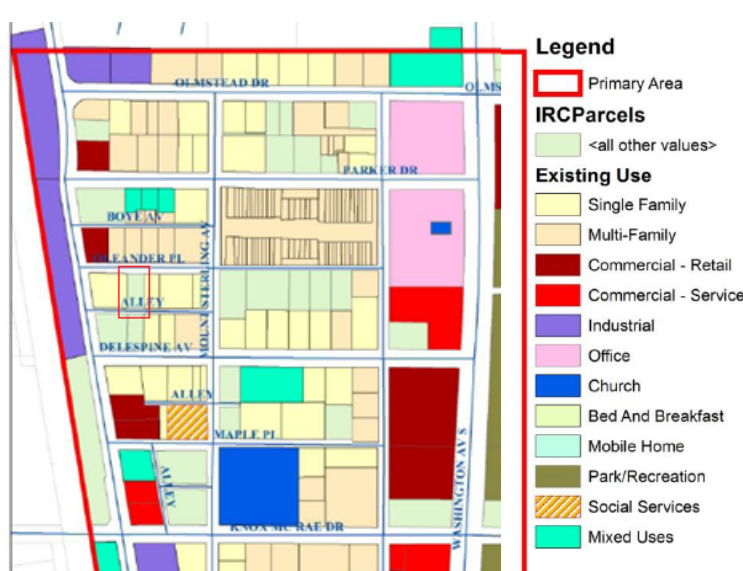 OLMSTEAD DR
OLMS
PARKER DR
BOYE AV
OLEANDER PL
MOUNT STERLING AV
ALLEY
DELESPINE AV
ALLEY
MAPLE PL
ALLEY
WASHINGTON AV S
KNOX MC RAE DR
Legend
Primary Area
IRCParcels
<all other values>
Existing Use
Single Family
Multi-Family
Commercial - Retail
Commercial - Service
Industrial
Office
Church
Bed And Breakfast
Mobile Home
Park/Recreation
Social Services
Mixed Uses